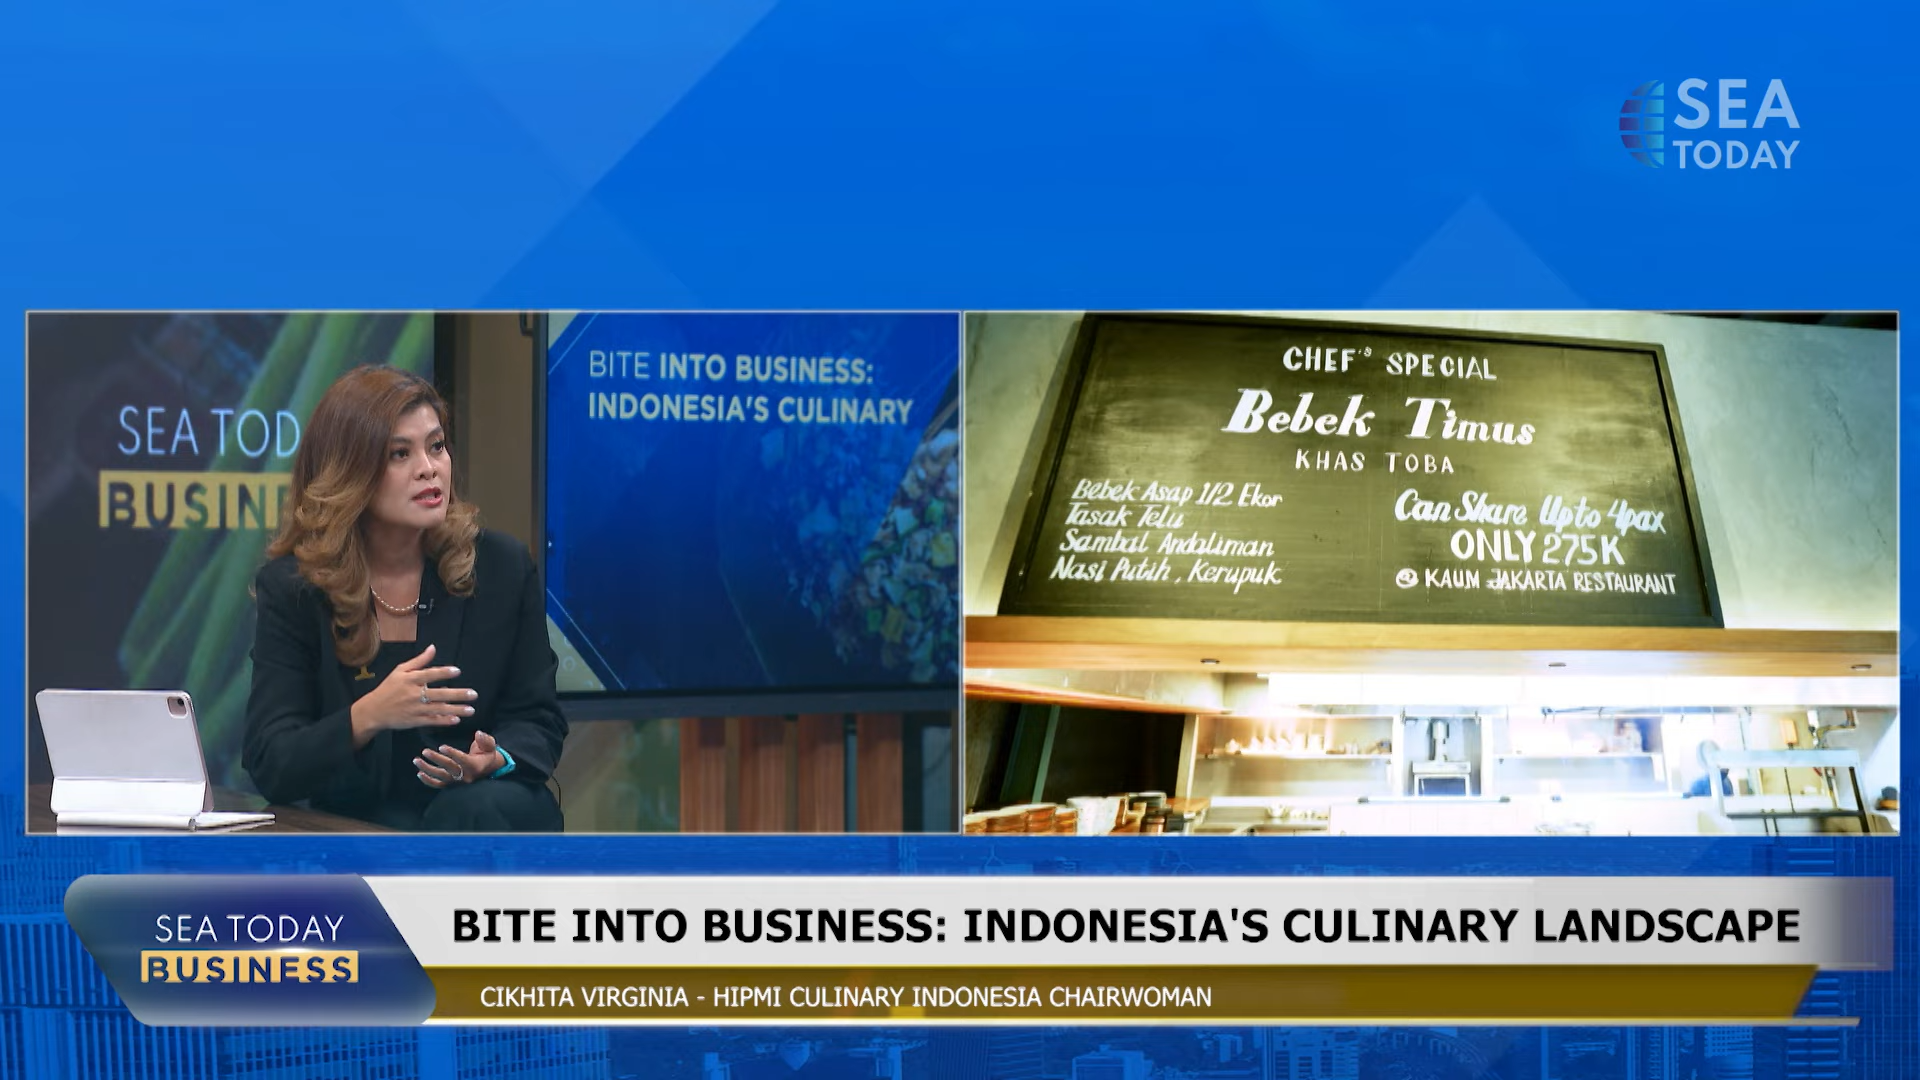 SEA
TODAY
SEA TOD
BUSINE
BITE INTO BUSINESS:
INDONESIA'S CULINARY
CHEF'S SPECIAL
Bebek Timus
KHAS TOBA
Bebek Asap 1/2 Ekor
Tasak Telu
Sambal Andaliman
Nasi Putih, Kerupuk
Can Share Upto 4pax
ONLY 275K
@ KAUM JAKARTA RESTAURANT
SEA TODAY
BUSINESS
BITE INTO BUSINESS: INDONESIA'S CULINARY LANDSCAPE
CIKHITA VIRGINIA - HIPMI CULINARY INDONESIA CHAIRWOMAN